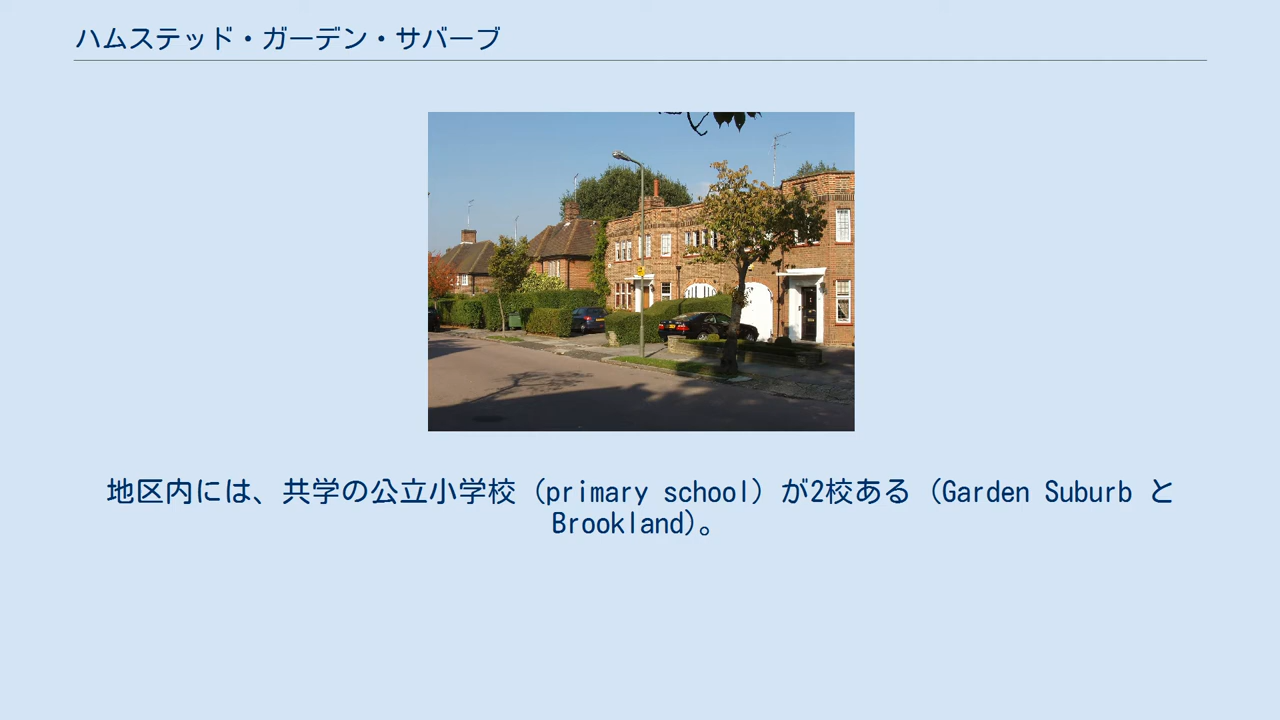 ハムステッド・ガーデン・サバーブ
地区内には、共学の公立小学校（primary school）が2校ある（Garden Suburb と
Brookland）。